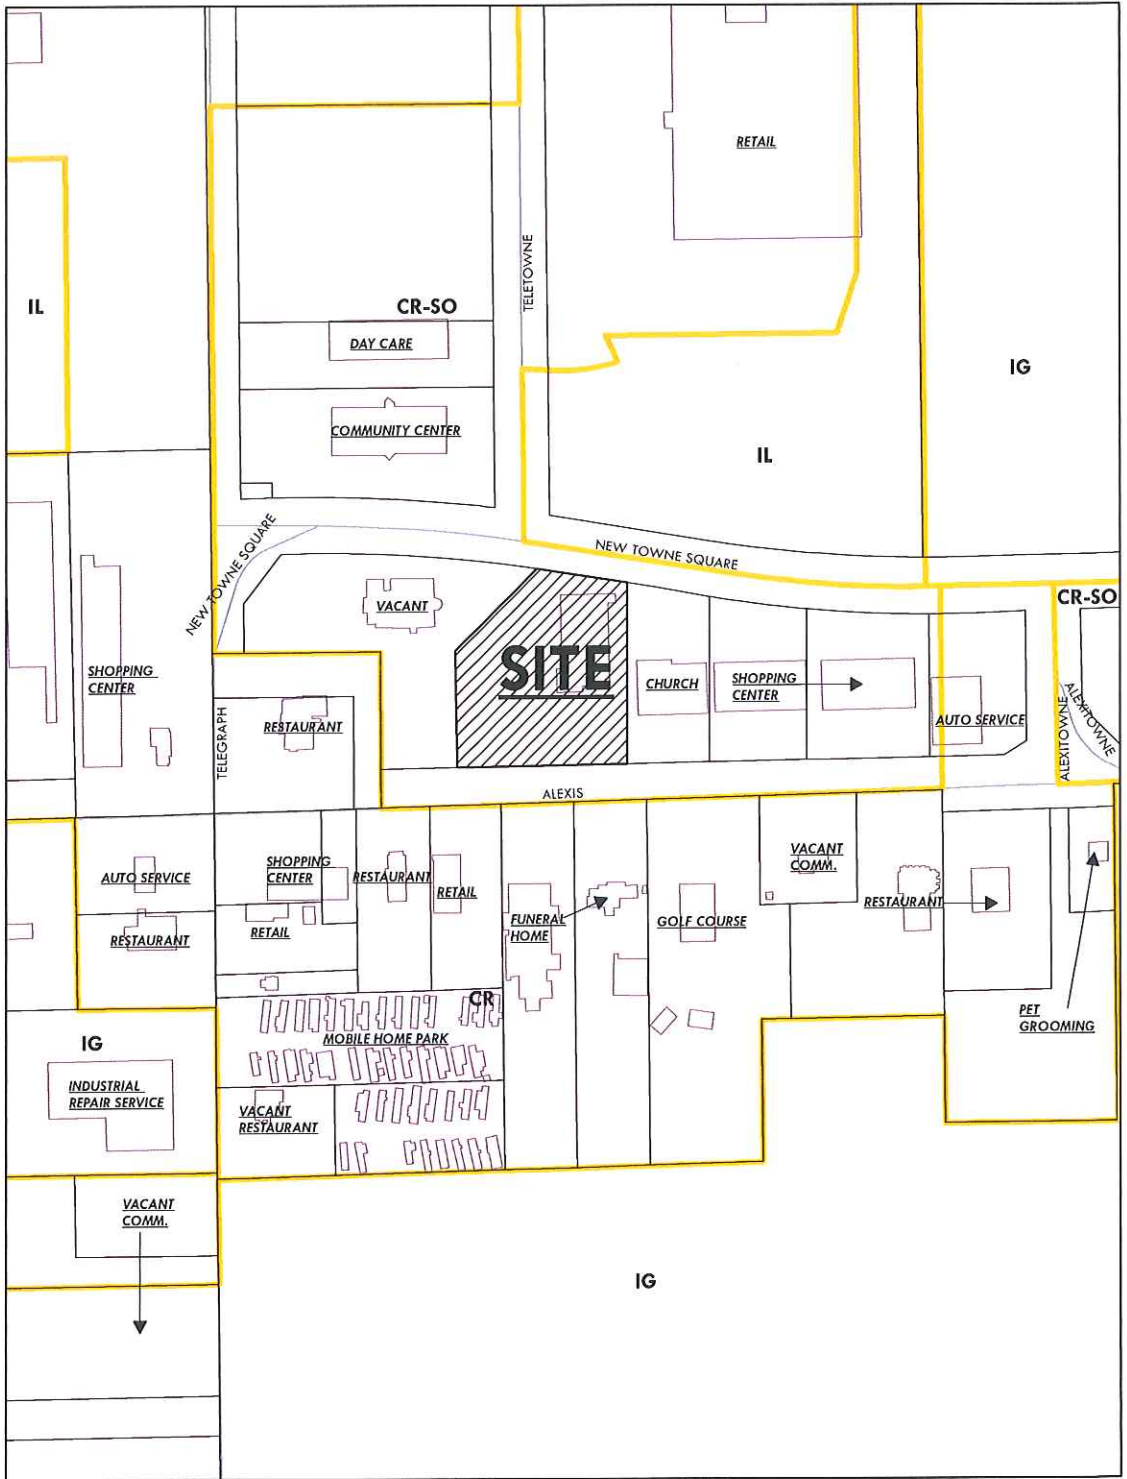 RETAIL
TELETOWNE
IL
CR-SO
DAY CARE
IG
COMMUNITY CENTER
IL
NEW TOWNE SQUARE
NEW TOWNE SQUARE
CR-SO
VACANT
SITE
SHOPPING
CENTER
CHURCH
SHOPPING
CENTER
RESTAURANT
TELEGRAPH
AUTO SERVICE
ALEXITOWNE
ALEXITOWNE
ALEXIS
AUTO SERVICE
SHOPPING
CENTER
RESTAURANT
RETAIL
VACANT
COMM.
RESTAURANT
RESTAURANT
RETAIL
FUNERAL
HOME
GOLF COURSE
CR
PET
GROOMING
MOBILE HOME PARK
IG
INDUSTRIAL
REPAIR SERVICE
VACANT
RESTAURANT
VACANT
COMM.
IG